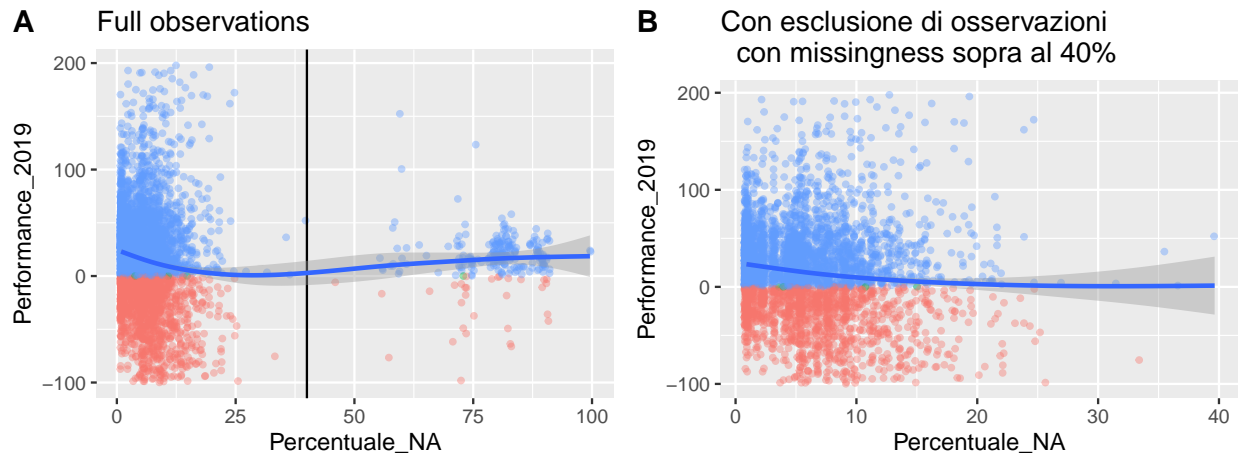 A
Full observations
200
100
0
−100
Performance_2019
0
25
50
75
100
Percentuale_NA
B
Con esclusione di osservazioni
con missingness sopra al 40%
200
100
0
−100
Performance_2019
0
10
20
30
40
Percentuale_NA